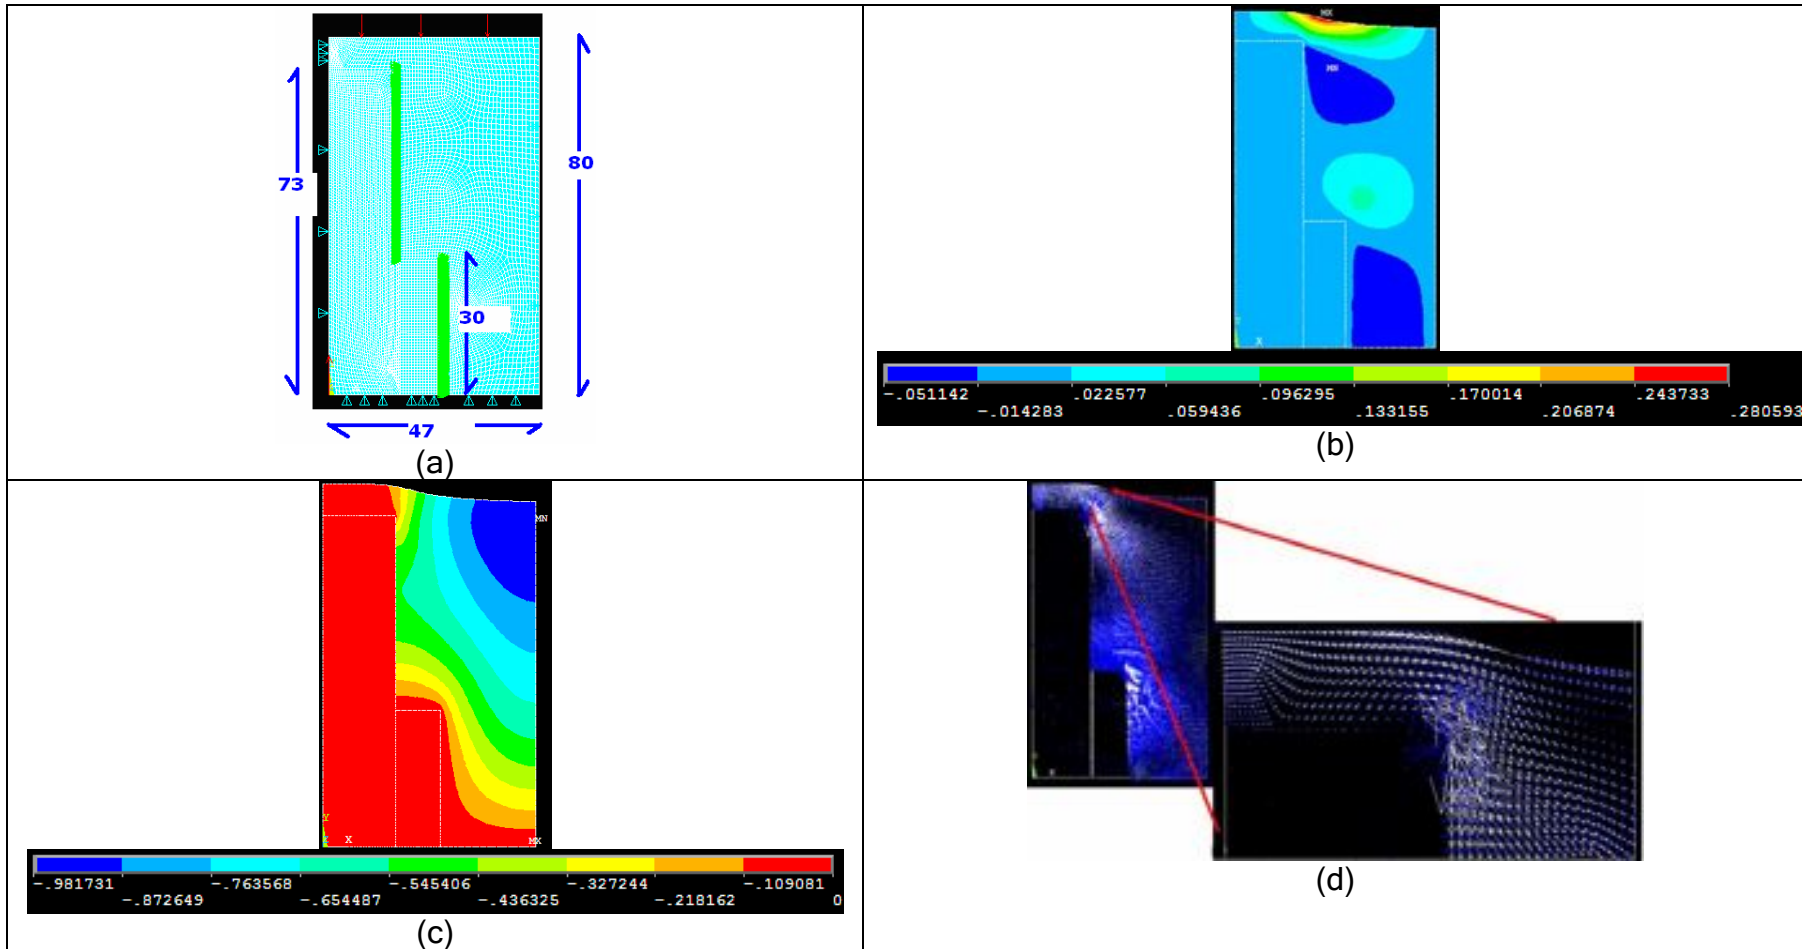 73
80
30
47
(a)
MX
MN
X
-.051142 .022577 .096295 .170014 .243733
-.014283 .059436 .133155 .206874 .280593
(b)
MN
Y
X
MX
-.981731 -.763568 -.545406 -.327244 -.109081
-.872649 -.654487 -.436325 -.218162 0
(c)
(d)